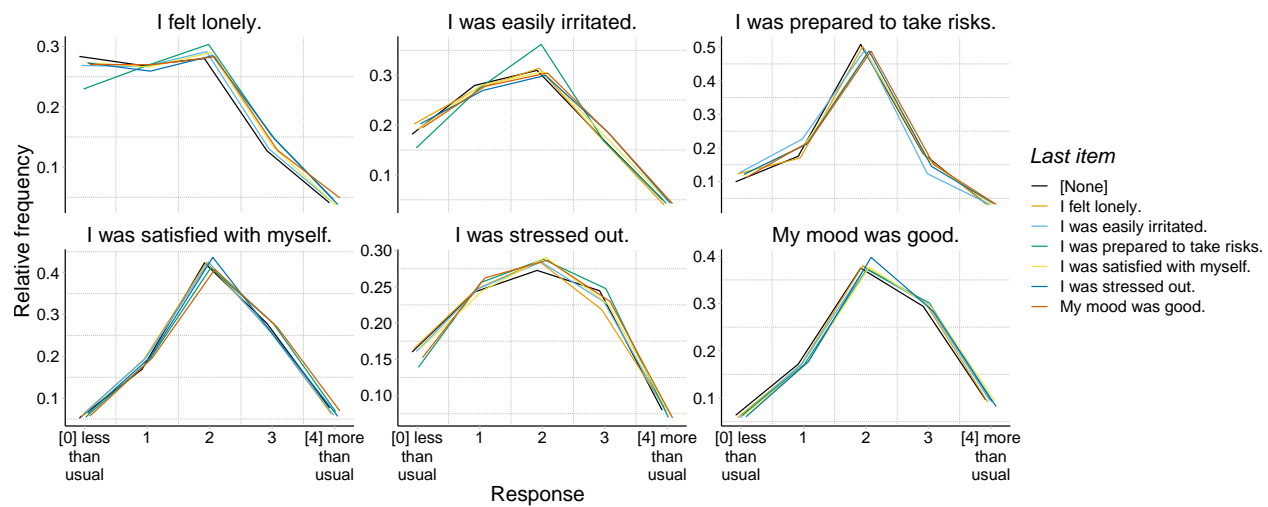 I felt lonely.
I was easily irritated.
I was prepared to take risks.
0.3
0.2
0.1
0.3
0.2
0.1
0.5
0.4
0.3
0.2
0.1
Relative frequency
I was satisfied with myself.
I was stressed out.
My mood was good.
0.4
0.3
0.2
0.1
0.30
0.25
0.20
0.15
0.10
0.4
0.3
0.2
0.1
[0] less
than
usual
1
2
3
[4] more
than
usual
[0] less
than
usual
1
2
3
[4] more
than
usual
[0] less
than
usual
1
2
3
[4] more
than
usual
Response
Last item
[None]
I felt lonely.
I was easily irritated.
I was prepared to take risks.
I was satisfied with myself.
I was stressed out.
My mood was good.